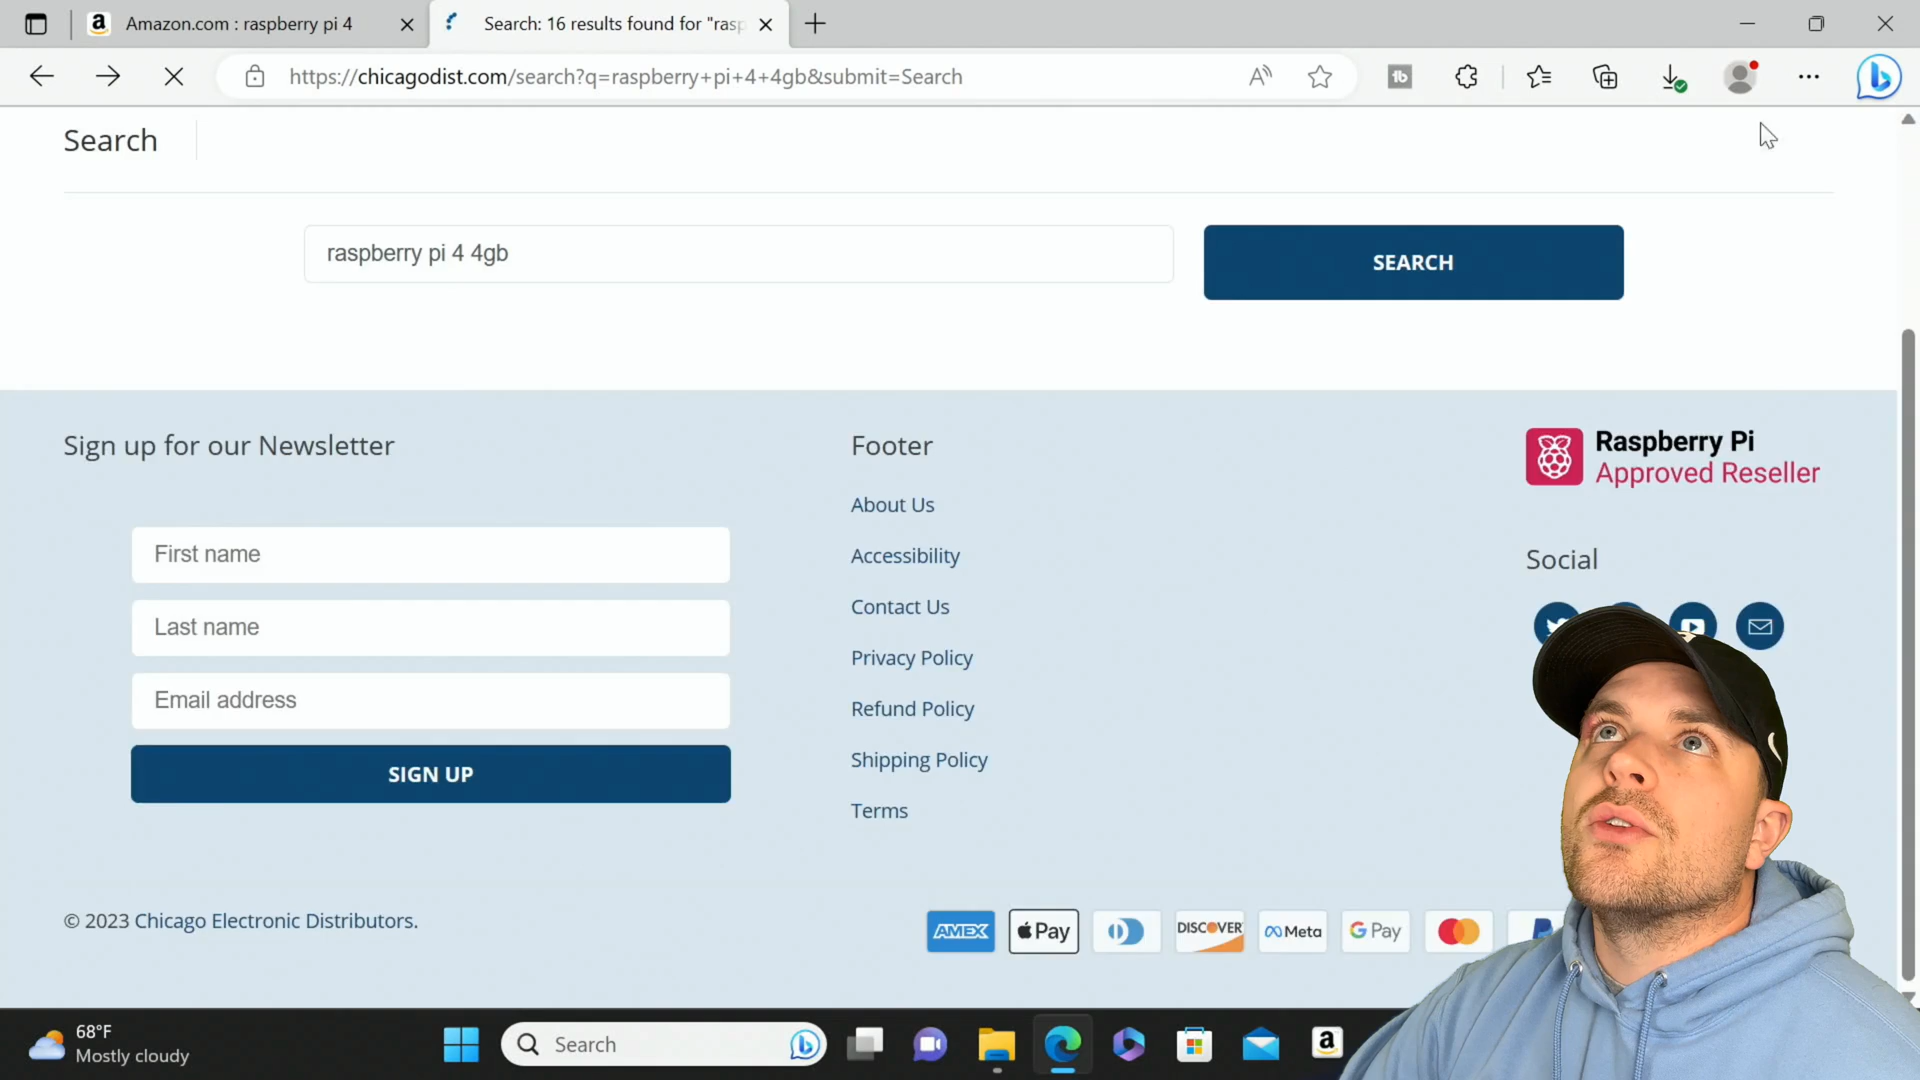 Amazon.com : raspberry pi 4
Search: 16 results found for "rasp
https://chicagodist.com/search?q=raspberry+pi+4+4gb&submit=Search
Search
raspberry pi 4 4gb
SEARCH
Sign up for our Newsletter
First name
Last name
Email address
SIGN UP
Footer
About Us
Accessibility
Contact Us
Privacy Policy
Refund Policy
Shipping Policy
Terms
Raspberry Pi
Approved Reseller
Social
© 2023 Chicago Electronic Distributors.
AMEX
Pay
DISCOVER
Meta
G Pay
68°F
Mostly cloudy
Search